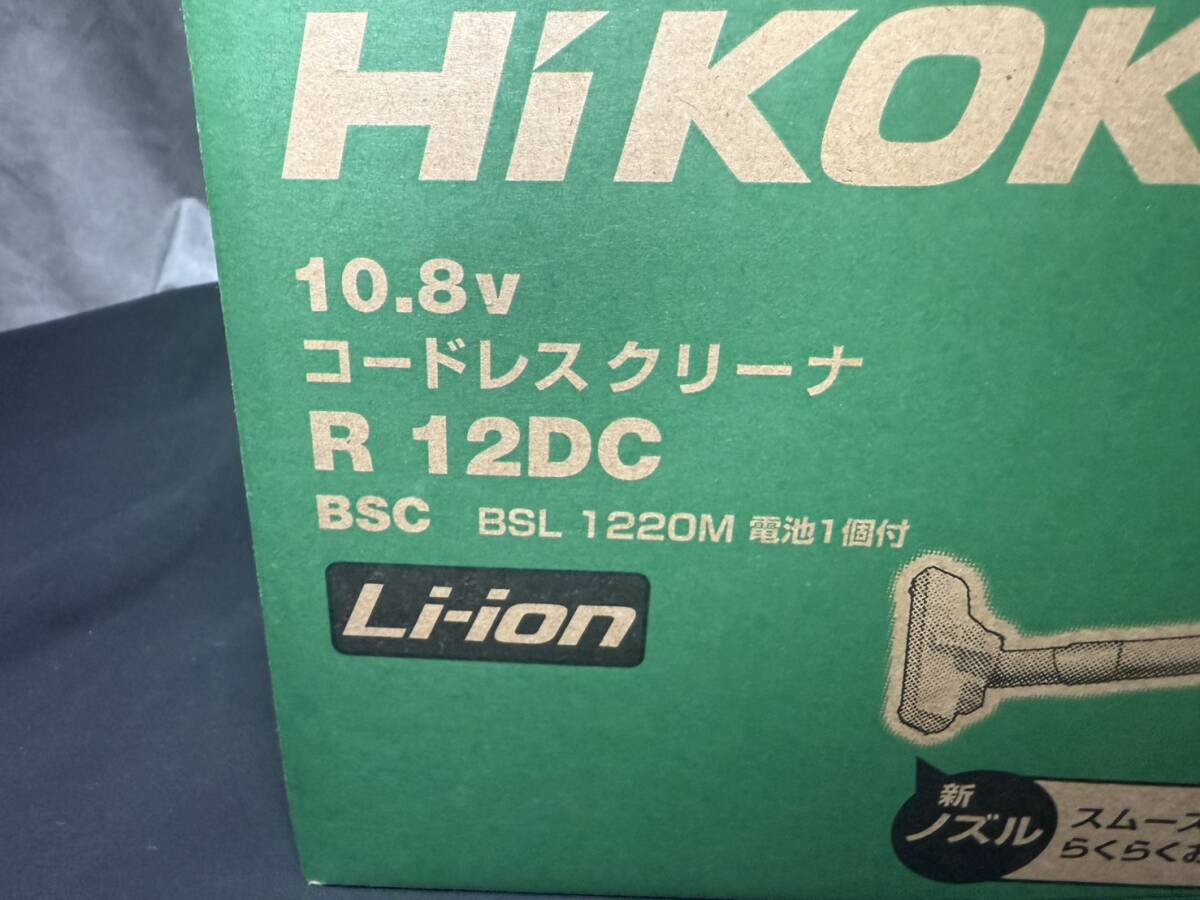 HiKOK
10.8v
コードレス クリーナ
R 12DC
BSC BSL 1220M 電池1個付
Li-ion
新
ノズル
スムース
らくらくお